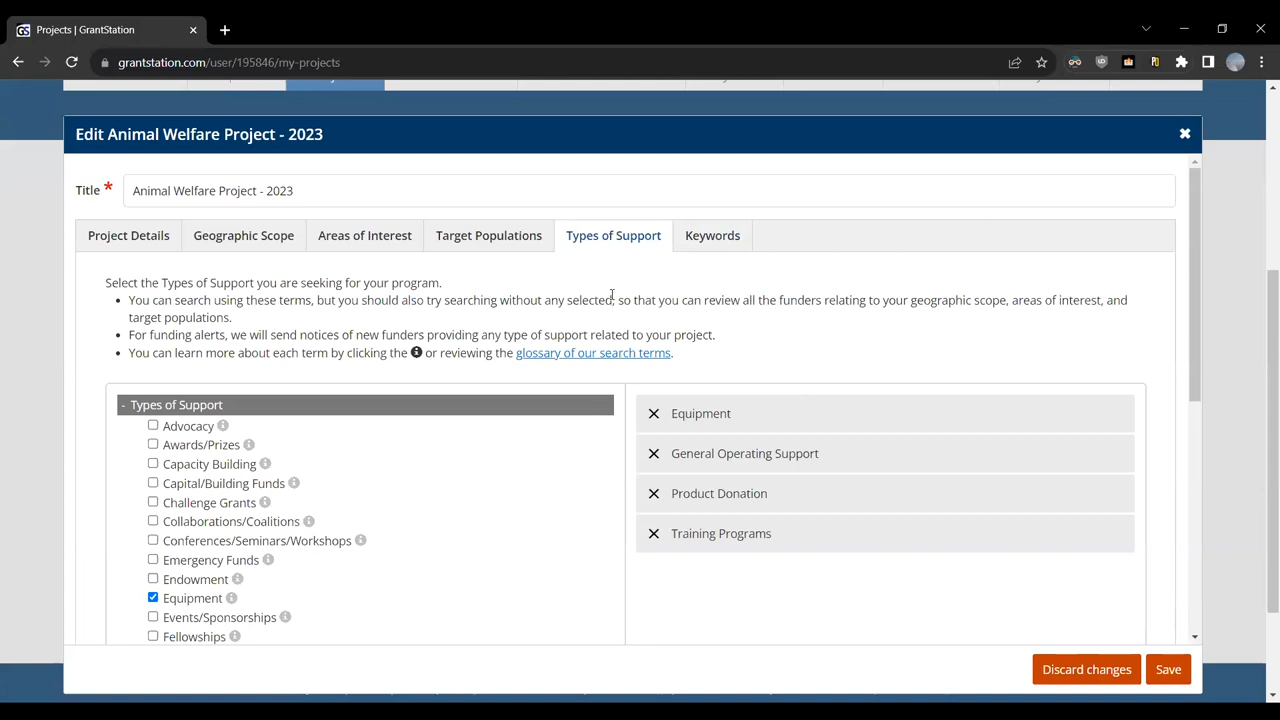 Projects | GrantStation
grantstation.com/user/195846/my-projects
Edit Animal Welfare Project - 2023
Title *
Animal Welfare Project - 2023
Project Details
Geographic Scope
Areas of Interest
Target Populations
Types of Support
Keywords
Select the Types of Support you are seeking for your program.
• You can search using these terms, but you should also try searching without any selected, so that you can review all the funders relating to your geographic scope, areas of interest, and
target populations.
• For funding alerts, we will send notices of new funders providing any type of support related to your project.
• You can learn more about each term by clicking the i or reviewing the glossary of our search terms.
- Types of Support
Advocacy
Awards/Prizes
Capacity Building
Capital/Building Funds
Challenge Grants
Collaborations/Coalitions
Conferences/Seminars/Workshops
Emergency Funds
Endowment
Equipment
Events/Sponsorships
Fellowships
Equipment
General Operating Support
Product Donation
Training Programs
Discard changes
Save